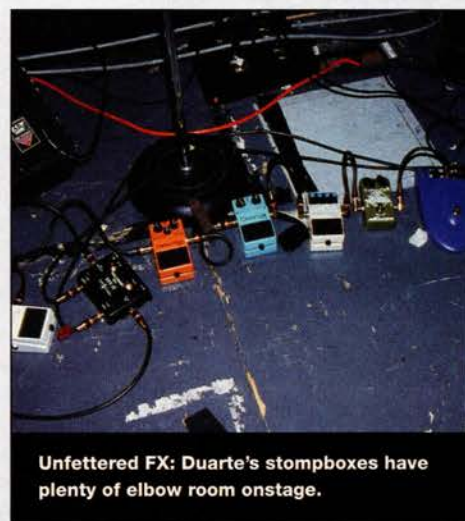 Unfettered FX: Duarte's stompboxes have
plenty of elbow room onstage.